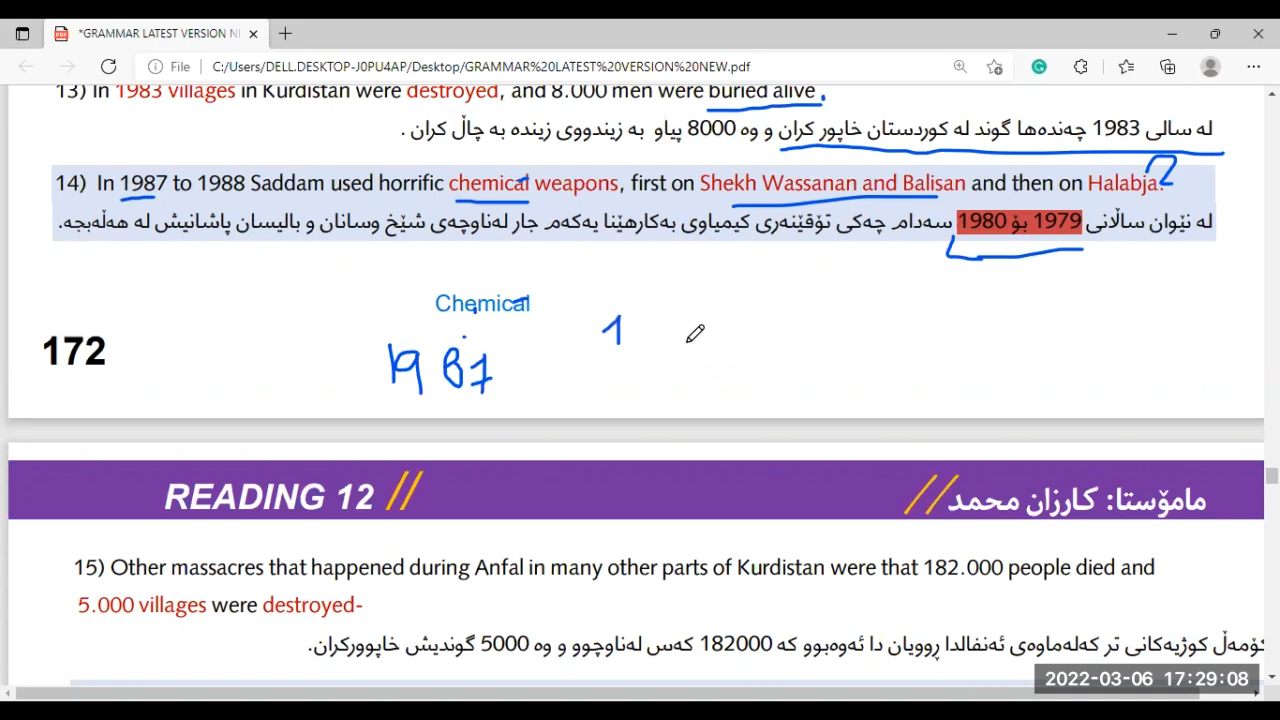 *GRAMMAR LATEST VERSION NE
File C:/Users/DELL.DESKTOP-J0PU4AP/Desktop/GRAMMAR%20LATEST%20VERSION%20NEW.pdf
13) In 1983 villages in Kurdistan were destroyed, and 8.000 men were buried alive.
لە سالی 1983 چەندەها گوند لە کوردستان خاپور کران و وە 8000 پیاو بە زیندووی زیندە بە چاڵ کران .
14) In 1987 to 1988 Saddam used horrific chemical weapons, first on Shekh Wassanan and Balisan and then on Halabja.
2
لە نێوان ساڵانی 1979 بۆ 1980 سەدام چەکی تۆقێنەری کیمیاوی بەکارهێنا یەکەم جار لەناوچەی شێخ وسانان و بالیسان پاشانیش لە هەڵەبجە.
Chemical
1987 1
172
READING 12 // مامۆستا: کارزان محمد //
15) Other massacres that happened during Anfal in many other parts of Kurdistan were that 182.000 people died and
5.000 villages were destroyed-
کۆمەڵ کوژیەکانی تر کەلەماوەی ئەنفالدا ڕوویان دا ئەوەبوو کە 182000 کەس لەناوچوو و وە 5000 گوندیش خاپوورکران.
2022-03-06 17:29:08